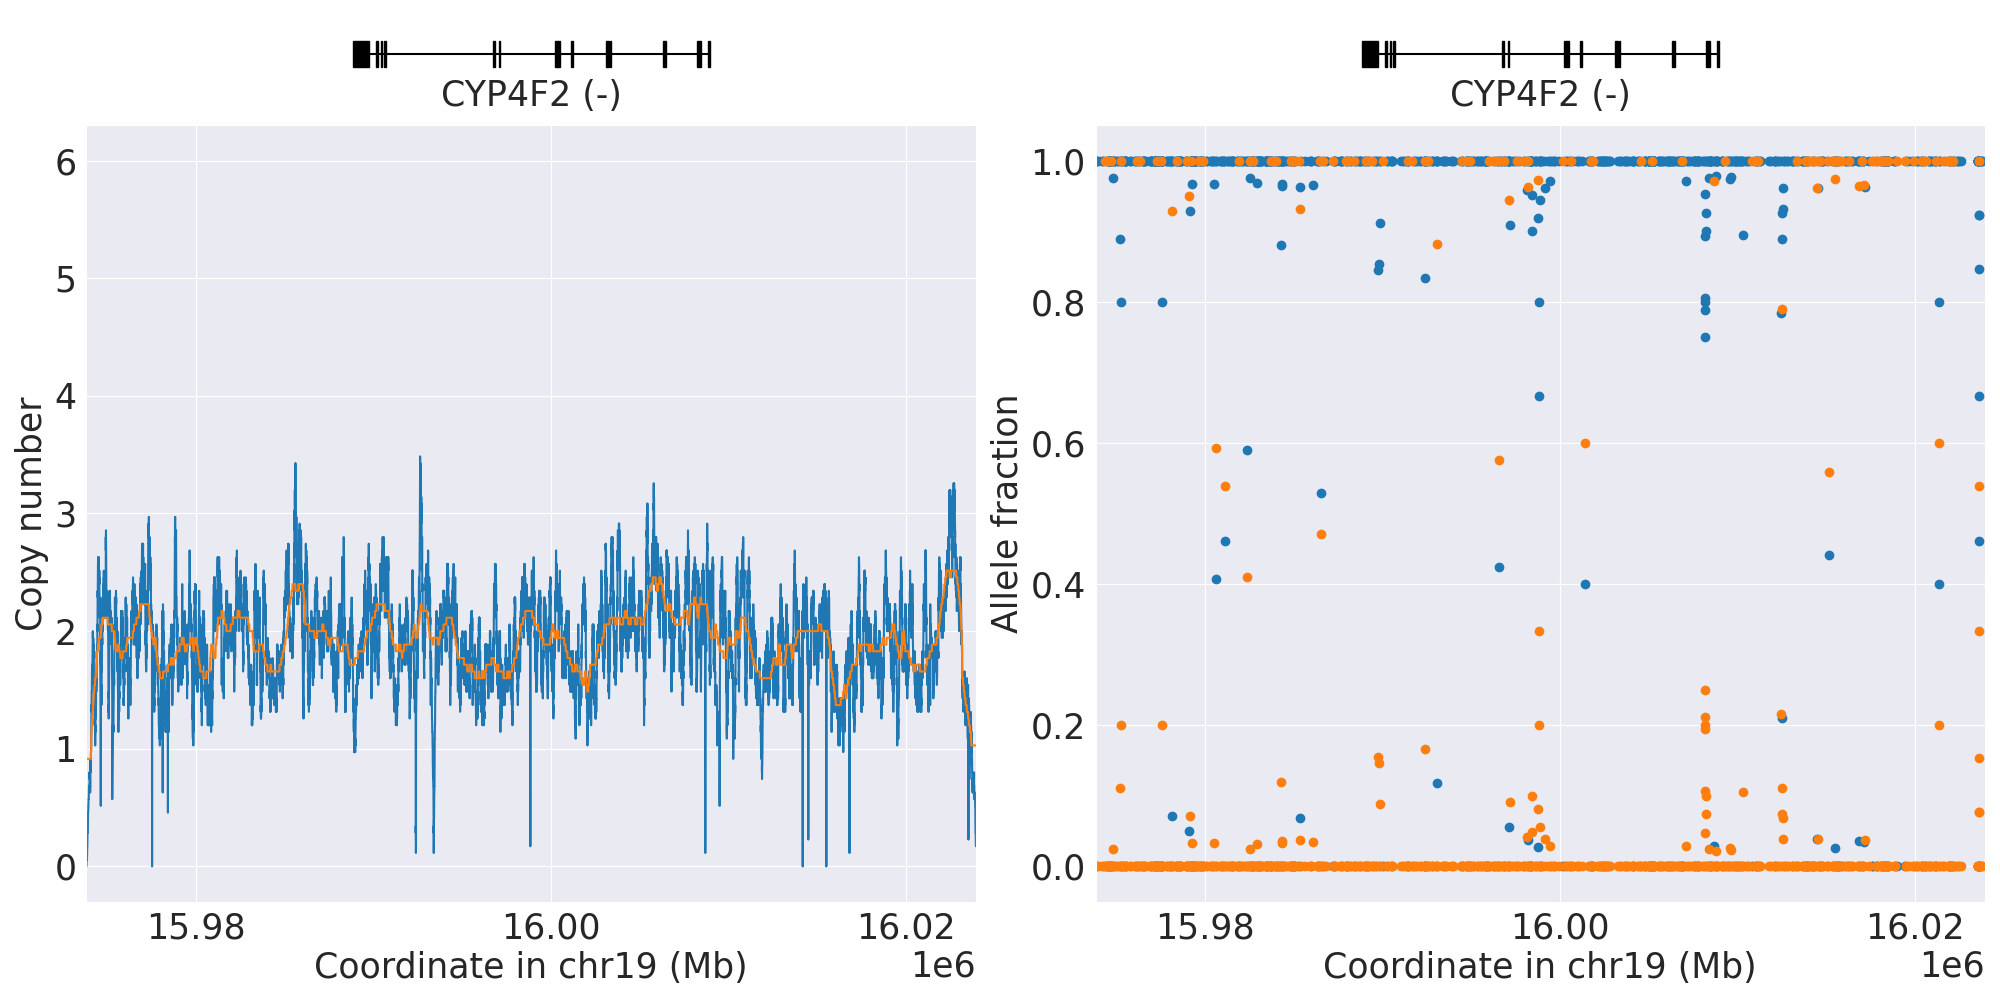 CYP4F2 (-)
CYP4F2 (-)
Copy number
6
5
4
3
2
1
0
15.98
16.00
16.02
Coordinate in chr19 (Mb)
1e6
Allele fraction
1.0
0.8
0.6
0.4
0.2
0.0
15.98
16.00
16.02
Coordinate in chr19 (Mb)
1e6